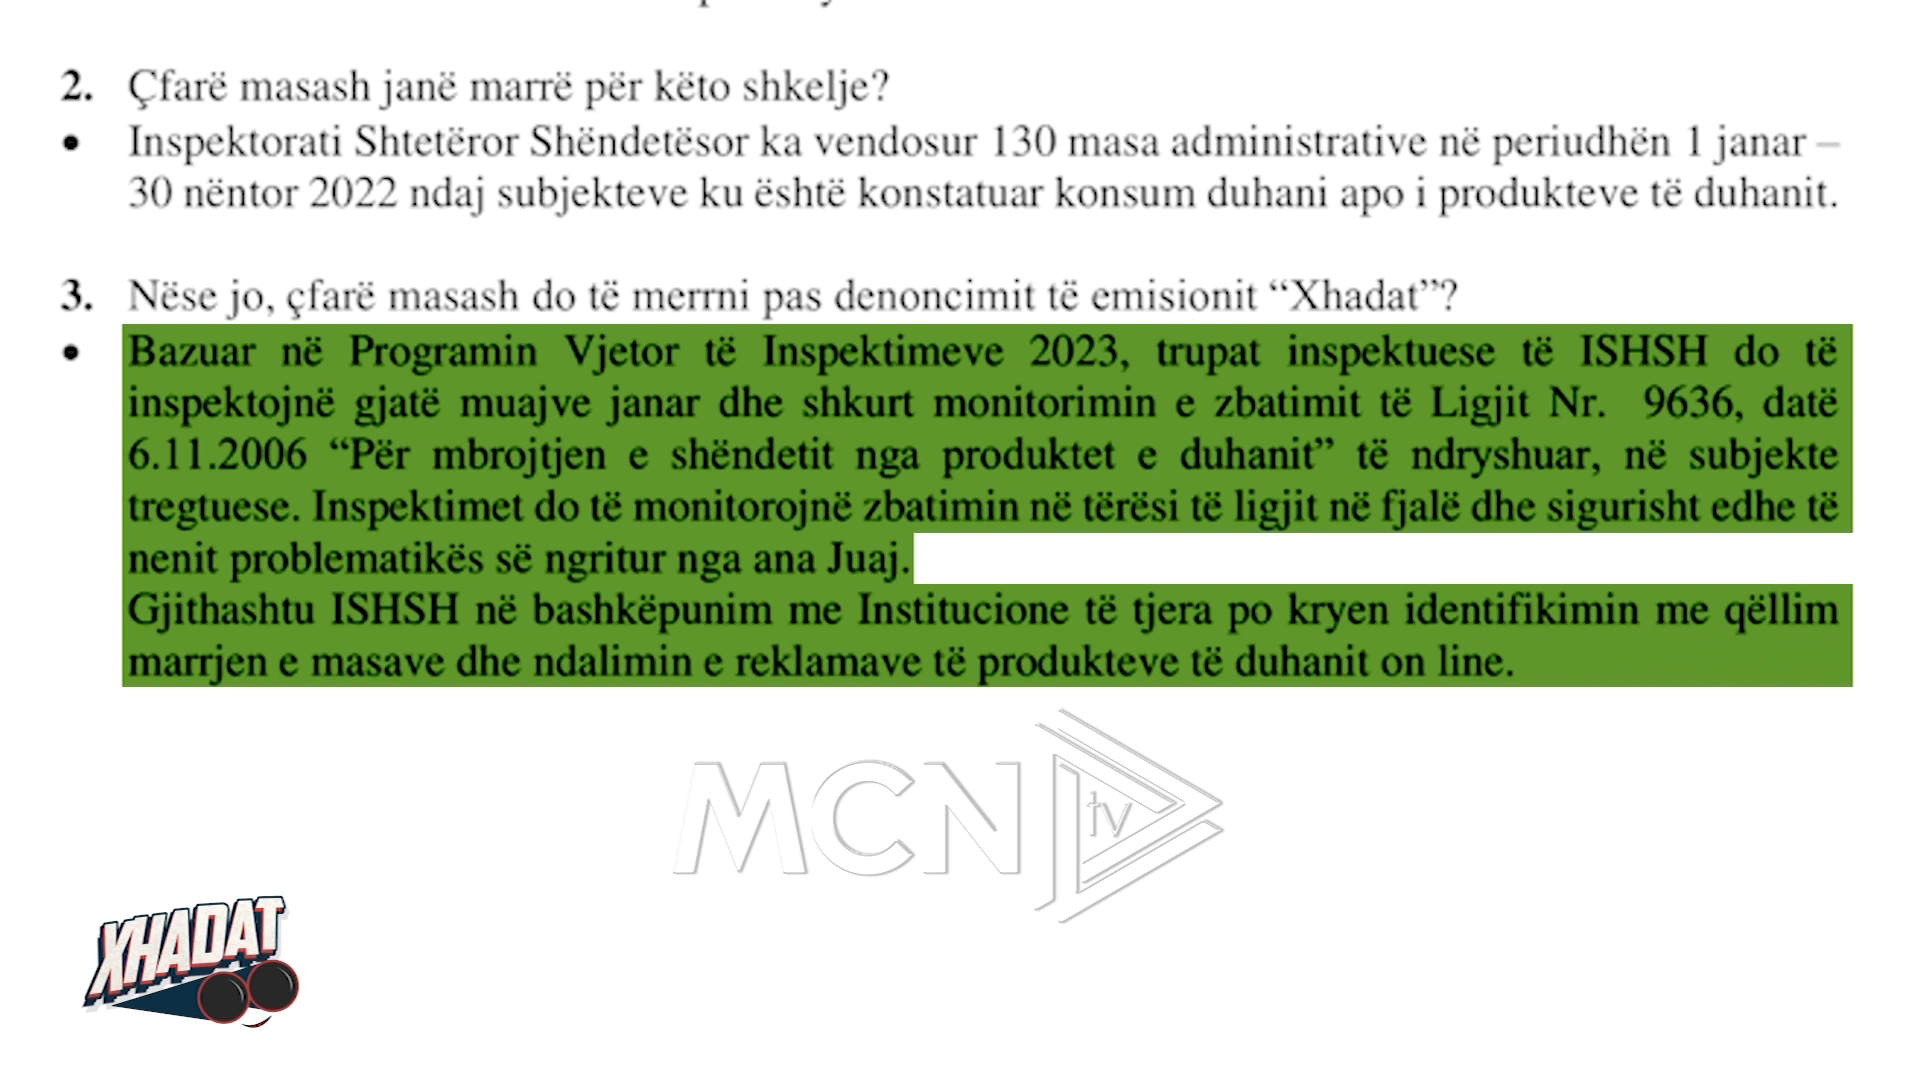 2. Çfarë masash janë marrë për këto shkelje?
• Inspektorati Shtetëror Shëndetësor ka vendosur 130 masa administrative në periudhën 1 janar –
30 nëntor 2022 ndaj subjekteve ku është konstatuar konsum duhani apo i produkteve të duhanit.
3. Nëse jo, çfarë masash do të merrni pas denoncimit të emisionit “Xhadat”?
• Bazuar në Programin Vjetor të Inspektimeve 2023, trupat inspektuese të ISHSH do të
inspektojnë gjatë muajve janar dhe shkurt monitorimin e zbatimit të Ligjit Nr. 9636, datë
6.11.2006 “Për mbrojtjen e shëndetit nga produktet e duhanit” të ndryshuar, në subjekte
tregtuese. Inspektimet do të monitorojnë zbatimin në tërësi të ligjit në fjalë dhe sigurisht edhe të
nenit problematikës së ngritur nga ana Juaj.
Gjithashtu ISHSH në bashkëpunim me Institucione të tjera po kryen identifikimin me qëllim
marrjen e masave dhe ndalimin e reklamave të produkteve të duhanit on line.
MCN tv
XHADAT